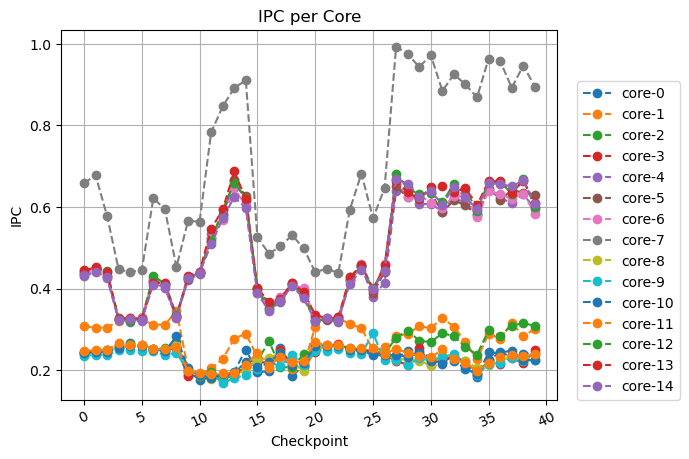 IPC per Core
1.0
0.8
0.6
0.4
0.2
IPC
0 5 10 15 20 25 30 35 40
Checkpoint
core-0
core-1
core-2
core-3
core-4
core-5
core-6
core-7
core-8
core-9
core-10
core-11
core-12
core-13
core-14